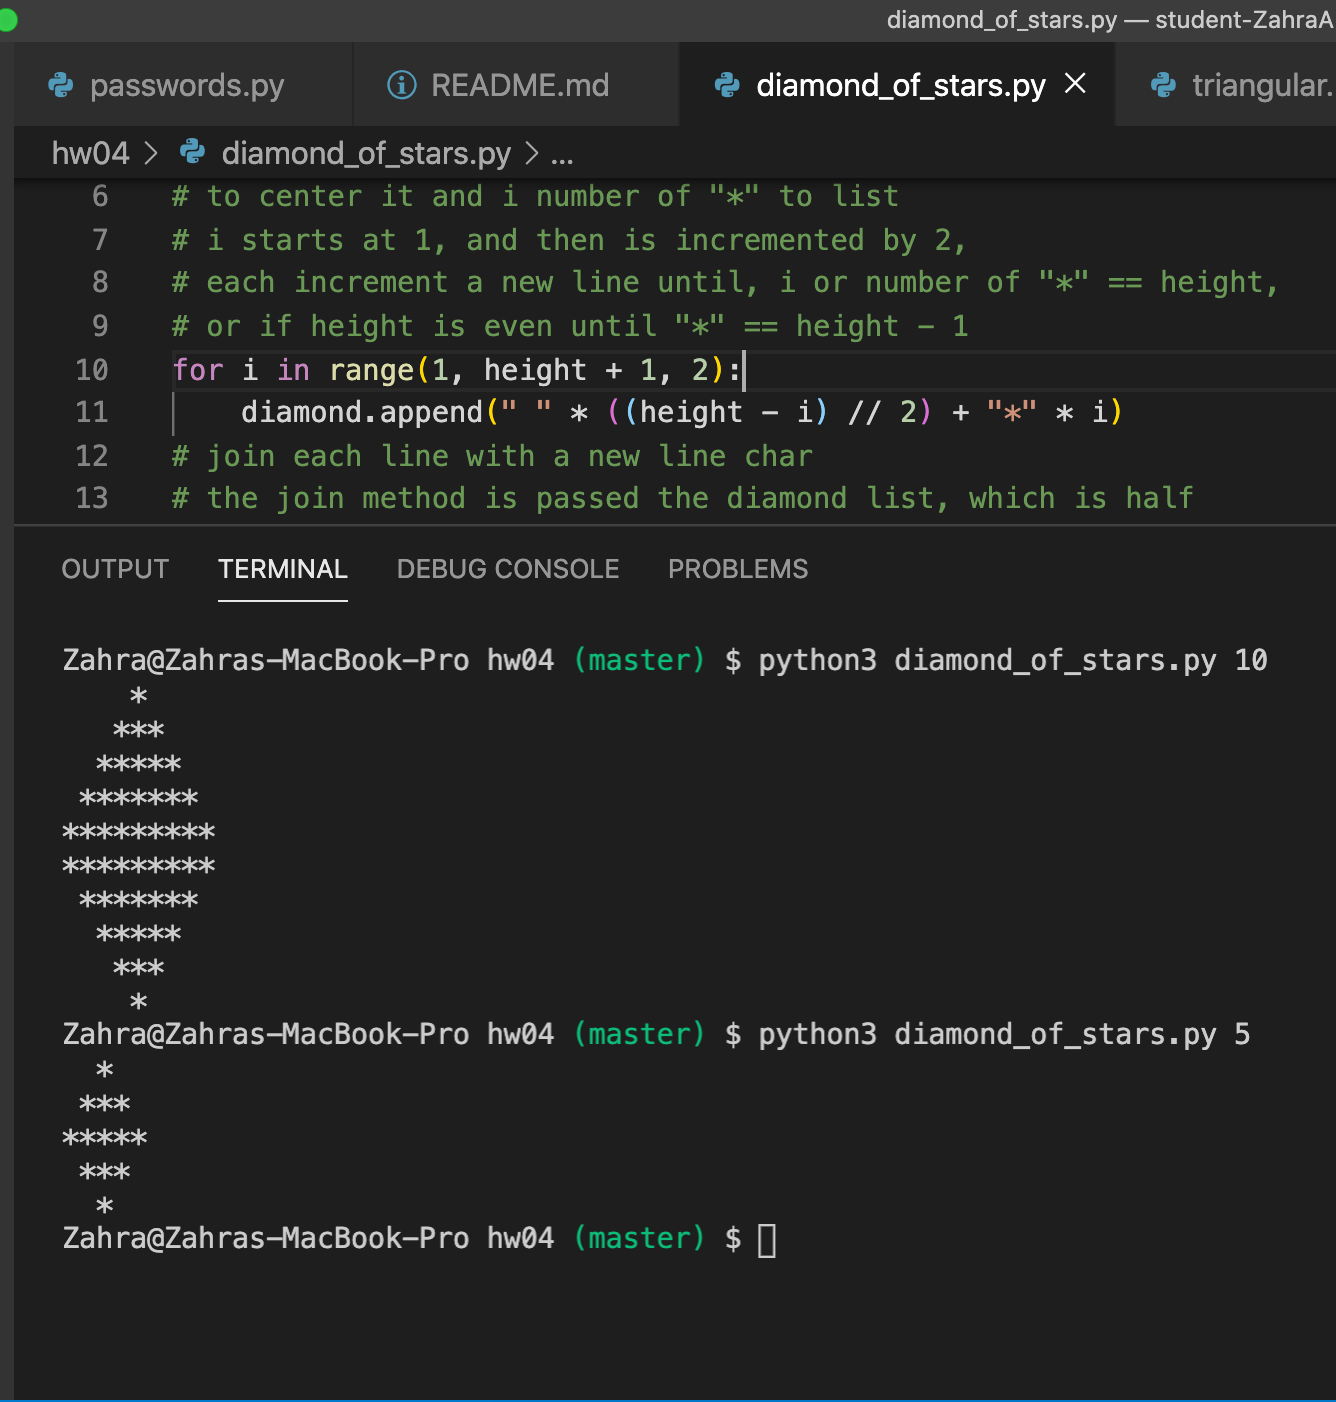 diamond_of_stars.py — student-ZahraA
passwords.py README.md diamond_of_stars.py × triangular.
hw04 > diamond_of_stars.py > ...
6 # to center it and i number of "*" to list
7 # i starts at 1, and then is incremented by 2,
8 # each increment a new line until, i or number of "*" == height,
9 # or if height is even until "*" == height - 1
10 for i in range(1, height + 1, 2):
11     diamond.append(" " * ((height - i) // 2) + "*" * i)
12 # join each line with a new line char
13 # the join method is passed the diamond list, which is half
OUTPUT TERMINAL DEBUG CONSOLE PROBLEMS
Zahra@Zahras-MacBook-Pro hw04 (master) $ python3 diamond_of_stars.py 10
    *
   ***
  *****
 *******
*********
*********
 *******
  *****
   ***
    *
Zahra@Zahras-MacBook-Pro hw04 (master) $ python3 diamond_of_stars.py 5
  *
 ***
*****
 ***
  *
Zahra@Zahras-MacBook-Pro hw04 (master) $